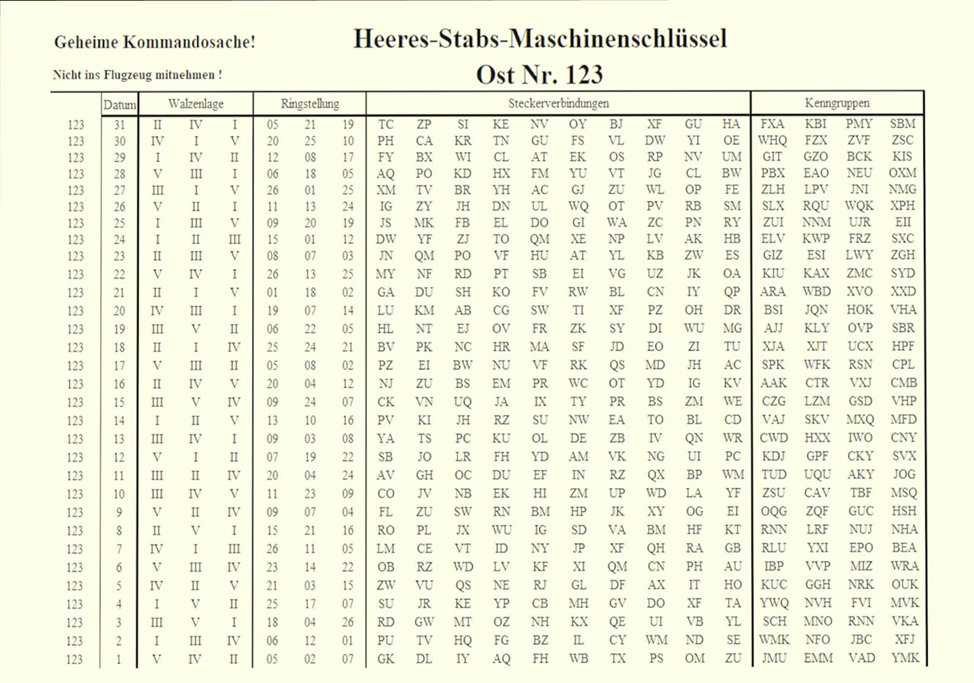 Geheime Kommandosache!
Heeres-Stabs-Maschinenschlüssel
Nicht ins Flugzeug mitnehmen !
Ost Nr. 123
Datum Walzenlage Ringstellung Steckerverbindungen Kenngruppen
123 31 II IV I 05 21 19 TC ZP SI KE NV OY BJ XF GU HA FXA KBI PMY SBM
123 30 IV I V 20 25 10 PH CA KR TN GU FS VL DW YI OE WHQ FZX ZVF ZSC
123 29 I IV II 12 08 17 FY BX WI CL AT EK OS RP NV UM GIT GZO BCK KIS
123 28 V III I 06 18 05 AQ PO KD HX FM YU VT JG CL BW PBX EAO NEU OXM
123 27 III I V 26 01 25 XM TV BR YH AC GJ ZU WL OP FE ZLH LPV JNI NMG
123 26 V II I 11 13 24 IG ZY JH DN UL WQ OT PV RB SM SLX RQU WQK XPH
123 25 I III V 09 20 19 JS MK FB EL DO GI WA ZC PN RY ZUI NNM UJR EII
123 24 I II III 15 01 12 DW YF ZJ TO QM XE NP LV AK HB ELV KWP FRZ SXC
123 23 II III V 08 07 03 JN QM PO VF HU AT YL KB ZW ES GIZ ESI LWY ZGH
123 22 V IV I 26 13 25 MY NF RD PT SB EI VG UZ JK OA KIU KAX ZMC SYD
123 21 II I V 01 18 02 GA DU SH KO FV RW BL CN IY QP ARA WBD XVO XXD
123 20 IV III I 19 07 14 LU KM AB CG SW TI XF PZ OH DR BSI JQN HOK VHA
123 19 III V II 06 22 05 HL NT EJ OV FR ZK SY DI WU MG AJJ KLY OVP SBR
123 18 II I IV 25 24 21 BV PK NC HR MA SF JD EO ZI TU XJA XJT UCX HPF
123 17 V III II 05 08 02 PZ EI BW NU VF RK QS MD JH AC SPK WFK RSN CPL
123 16 II IV V 20 04 12 NJ ZU BS EM PR WC OT YD IG KV AAK CTR VXJ CMB
123 15 III V IV 09 24 07 CK VN UQ JA IX TY PR BS ZM WE CZG LZM GSD VHP
123 14 I II V 13 10 16 PV KI JH RZ SU NW EA TO BL CD VAJ SKV MXQ MFD
123 13 III IV I 09 03 08 YA TS PC KU OL DE ZB IV QN WR CWD HXX IWO CNY
123 12 V I II 07 19 22 SB JO LR FH YD AM VK NG UI PC KDJ GPF CKY SVX
123 11 III II IV 20 04 24 AV GH OC DU EF IN RZ QX BP WM TUD UQU AKY JOG
123 10 III IV V 11 23 09 CO JV NB EK HI ZM UP WD LA YF ZSU CAV TBF MSQ
123 9 V II IV 09 07 04 FL ZU SW RN BM HP JK XY OG EI OQG ZQF GUC HSH
123 8 II V I 15 21 16 RO PL JX WU IG SD VA BM HF KT RNN LRF NUJ NHA
123 7 IV I III 26 11 05 LM CE VT ID NY JP XF QH RA GB RLU YXI EPO BEA
123 6 V III IV 23 14 22 OB RZ WD LV KF XI QM CN PH AU IBP VVP MIZ WRA
123 5 IV II V 21 03 15 ZW VU QS NE RJ GL DF AX IT HO KUC GGH NRK OUK
123 4 I V II 25 17 07 SU JR KE YP CB MH GV DO XF TA YWQ NVH FVI MVK
123 3 III V I 18 04 26 RD GW MT OZ NH KX QE UI VB YL SCH MNO RNN VKA
123 2 I III IV 06 12 01 PU TV HQ FG BZ IL CY WM ND SE WMK NFO JBC XFJ
123 1 V IV II 05 02 07 GK DL IY AQ FH WB TX PS OM ZU JMU EMM VAD YMK